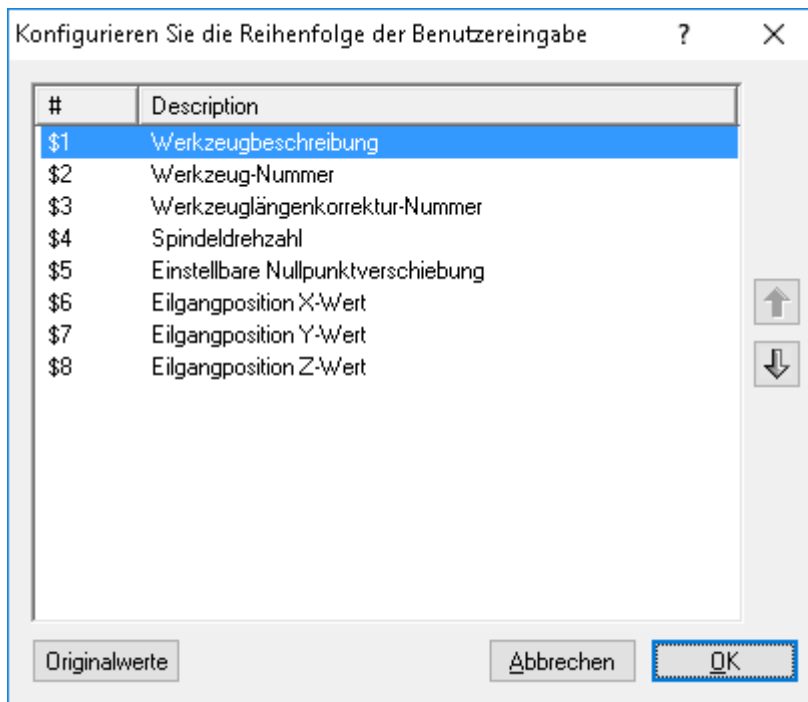 Konfigurieren Sie die Reihenfolge der Benutzereingabe ?
# Description
$1 Werkzeugbeschreibung
$2 Werkzeug-Nummer
$3 Werkzeuglängenkorrektur-Nummer
$4 Spindeldrehzahl
$5 Einstellbare Nullpunktverschiebung
$6 Eilgangposition X-Wert
$7 Eilgangposition Y-Wert
$8 Eilgangposition Z-Wert
Originalwerte Abbrechen OK